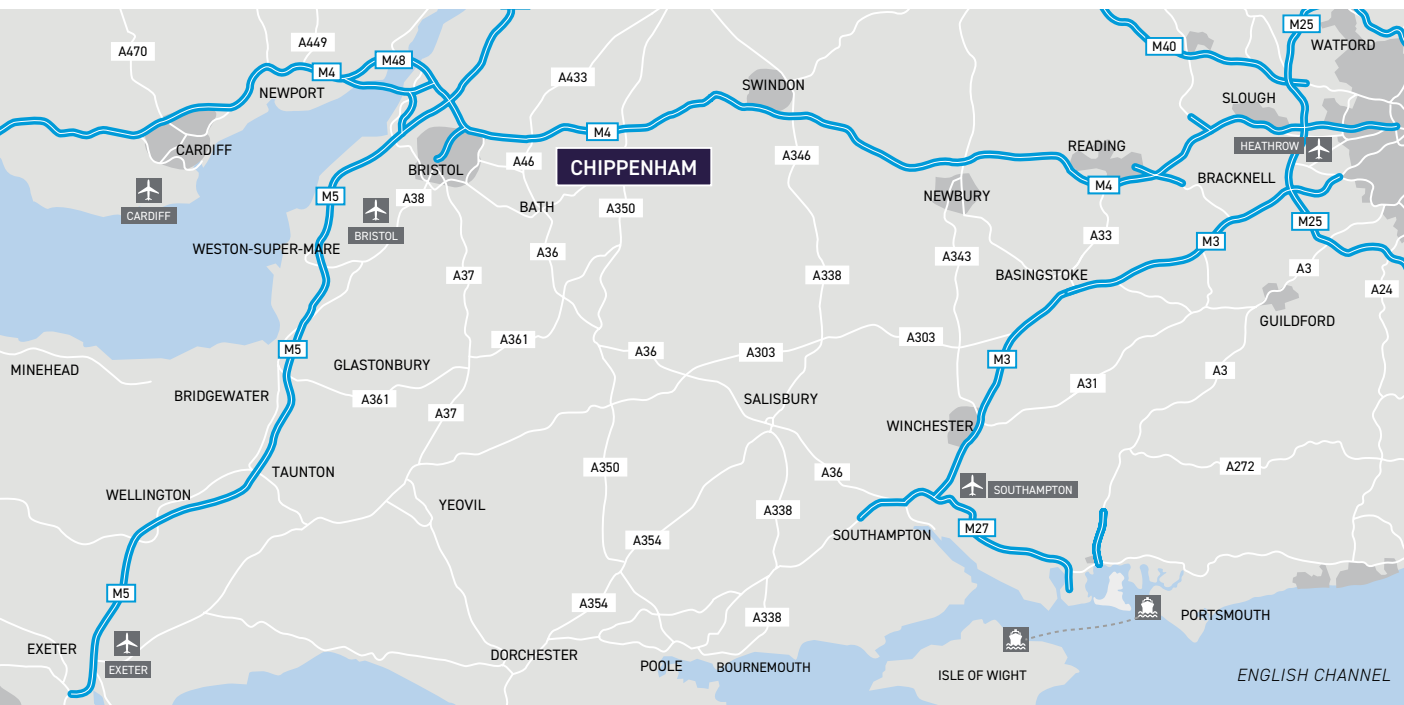 M25
A470
A449
M48
M40
WATFORD
M4
A433
NEWPORT
SWINDON
SLOUGH
M4
CARDIFF
A346
READING
HEATHROW
BRISTOL
A46
CHIPPENHAM
BRACKNELL
M4
CARDIFF
M5
A38
NEWBURY
BATH
A350
BRISTOL
M25
A33
M3
WESTON-SUPER-MARE
A36
A343
A37
A338
BASINGSTOKE
A3
A24
GUILDFORD
A361
A303
M5
A36
A303
M3
MINEHEAD
GLASTONBURY
A3
A31
BRIDGEWATER
A361
SALISBURY
A37
WINCHESTER
TAUNTON
A350
A36
A272
WELLINGTON
SOUTHAMPTON
YEOVIL
A338
M27
SOUTHAMPTON
A354
M5
A354
A338
PORTSMOUTH
EXETER
DORCHESTER
POOLE
BOURNEMOUTH
EXETER
ISLE OF WIGHT
ENGLISH CHANNEL